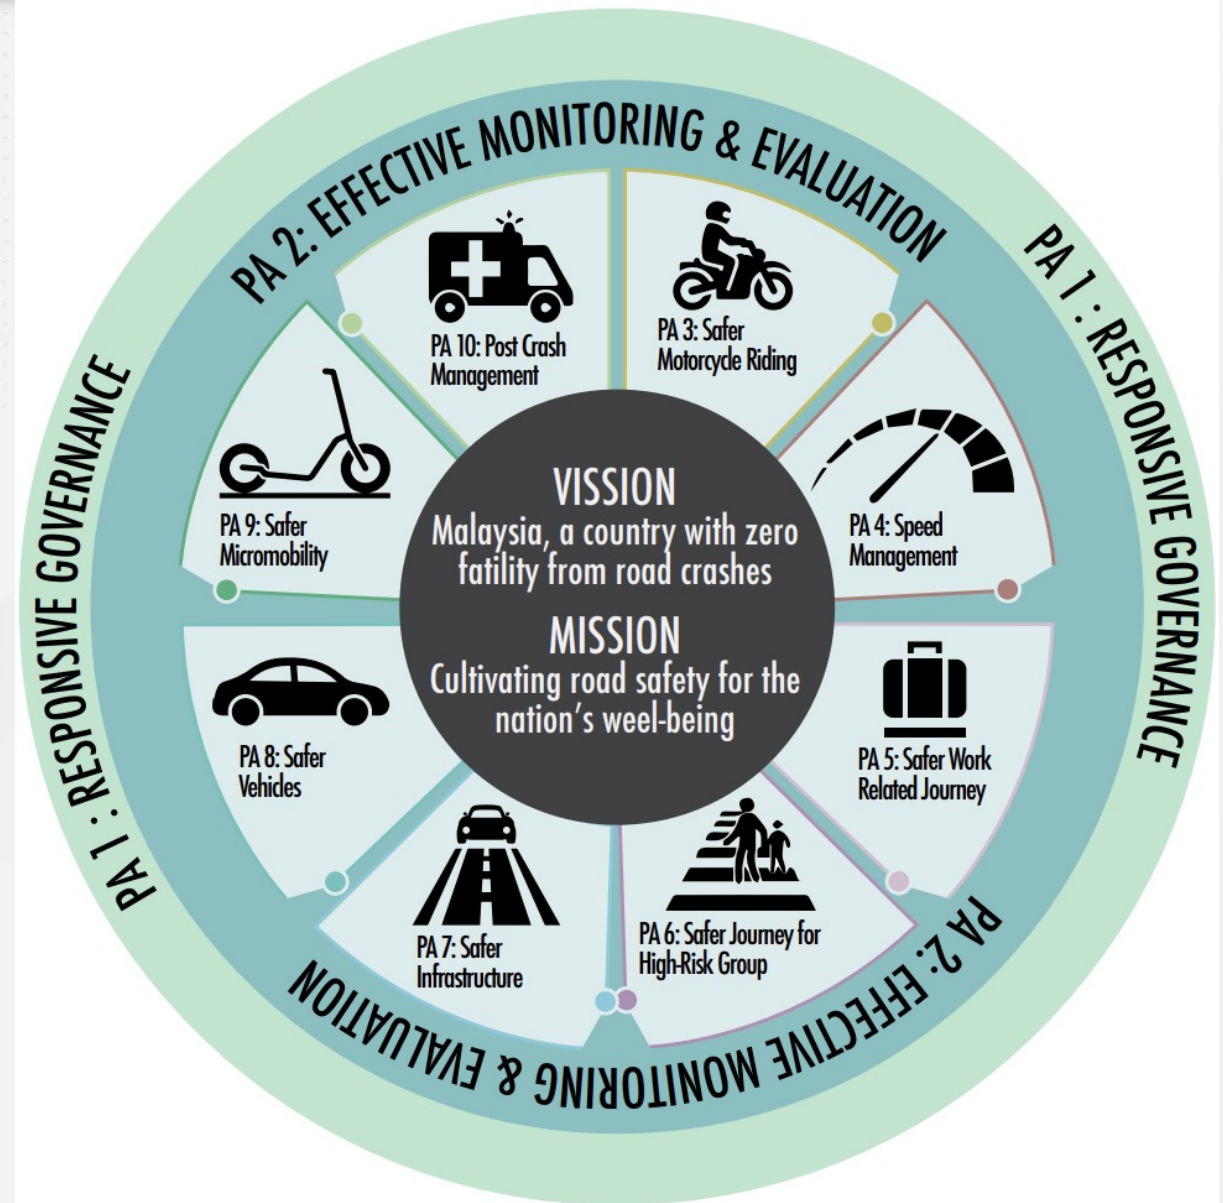 PA 1 : RESPONSIVE GOVERNANCE
PA 1 : RESPONSIVE GOVERNANCE
PA 2: EFFECTIVE MONITORING & EVALUATION
PA 2: EFFECTIVE MONITORING & EVALUATION
PA 3: Safer
Motorcycle Riding
PA 4: Speed
Management
PA 5: Safer Work
Related Journey
PA 6: Safer Journey for
High-Risk Group
PA 7: Safer
Infrastructure
PA 8: Safer
Vehicles
PA 9: Safer
Micromobility
PA 10: Post Crash
Management
VISSION
Malaysia, a country with zero
fatility from road crashes
MISSION
Cultivating road safety for the
nation's weel-being